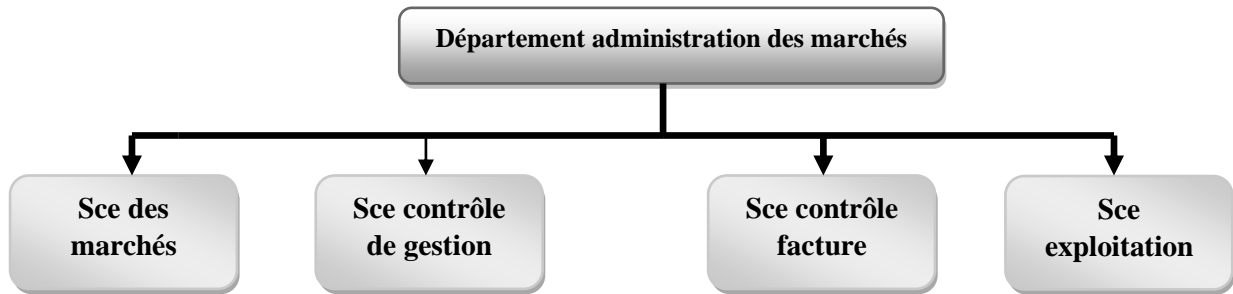 Département administration des marchés
Sce des
marchés
Sce contrôle
de gestion
Sce contrôle
facture
Sce
exploitation